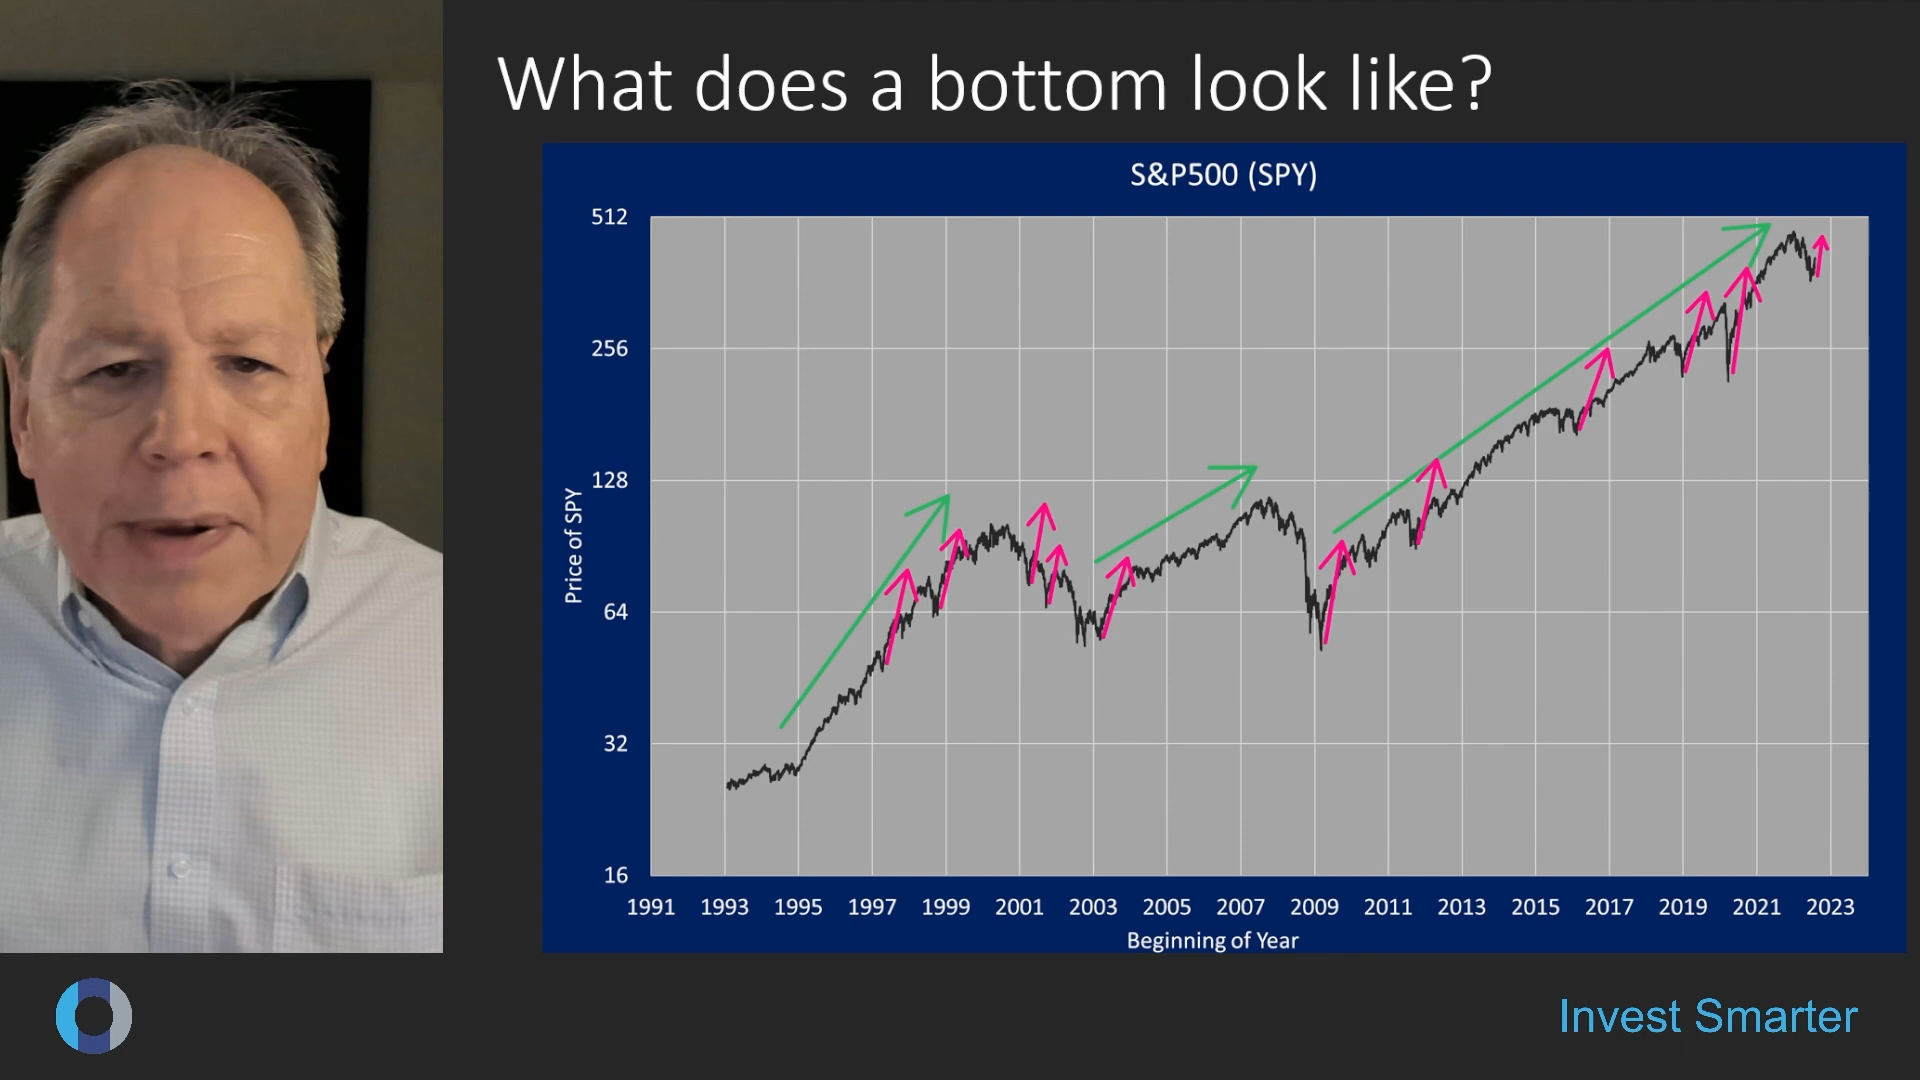 What does a bottom look like?
S&P500 (SPY)
512
256
128
64
32
16
Price of SPY
1991 1993 1995 1997 1999 2001 2003 2005 2007 2009 2011 2013 2015 2017 2019 2021 2023
Beginning of Year
Invest Smarter